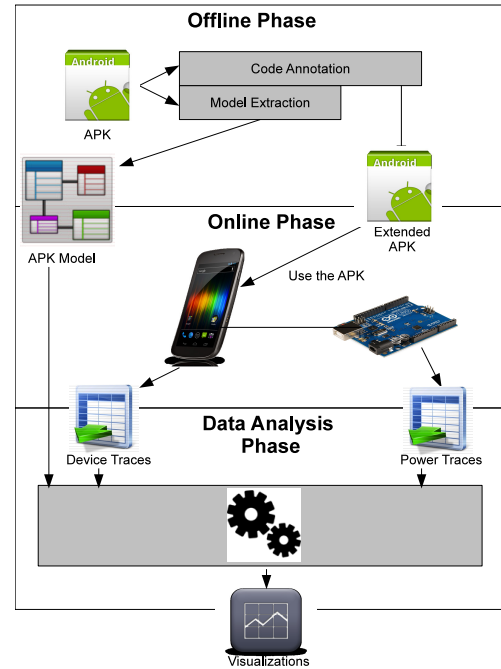 Offline Phase
Android
Code Annotation
Model Extraction
APK
Android
Online Phase
Extended
APK
APK Model
Use the APK
Data Analysis
Phase
Device Traces
Power Traces
Visualizations